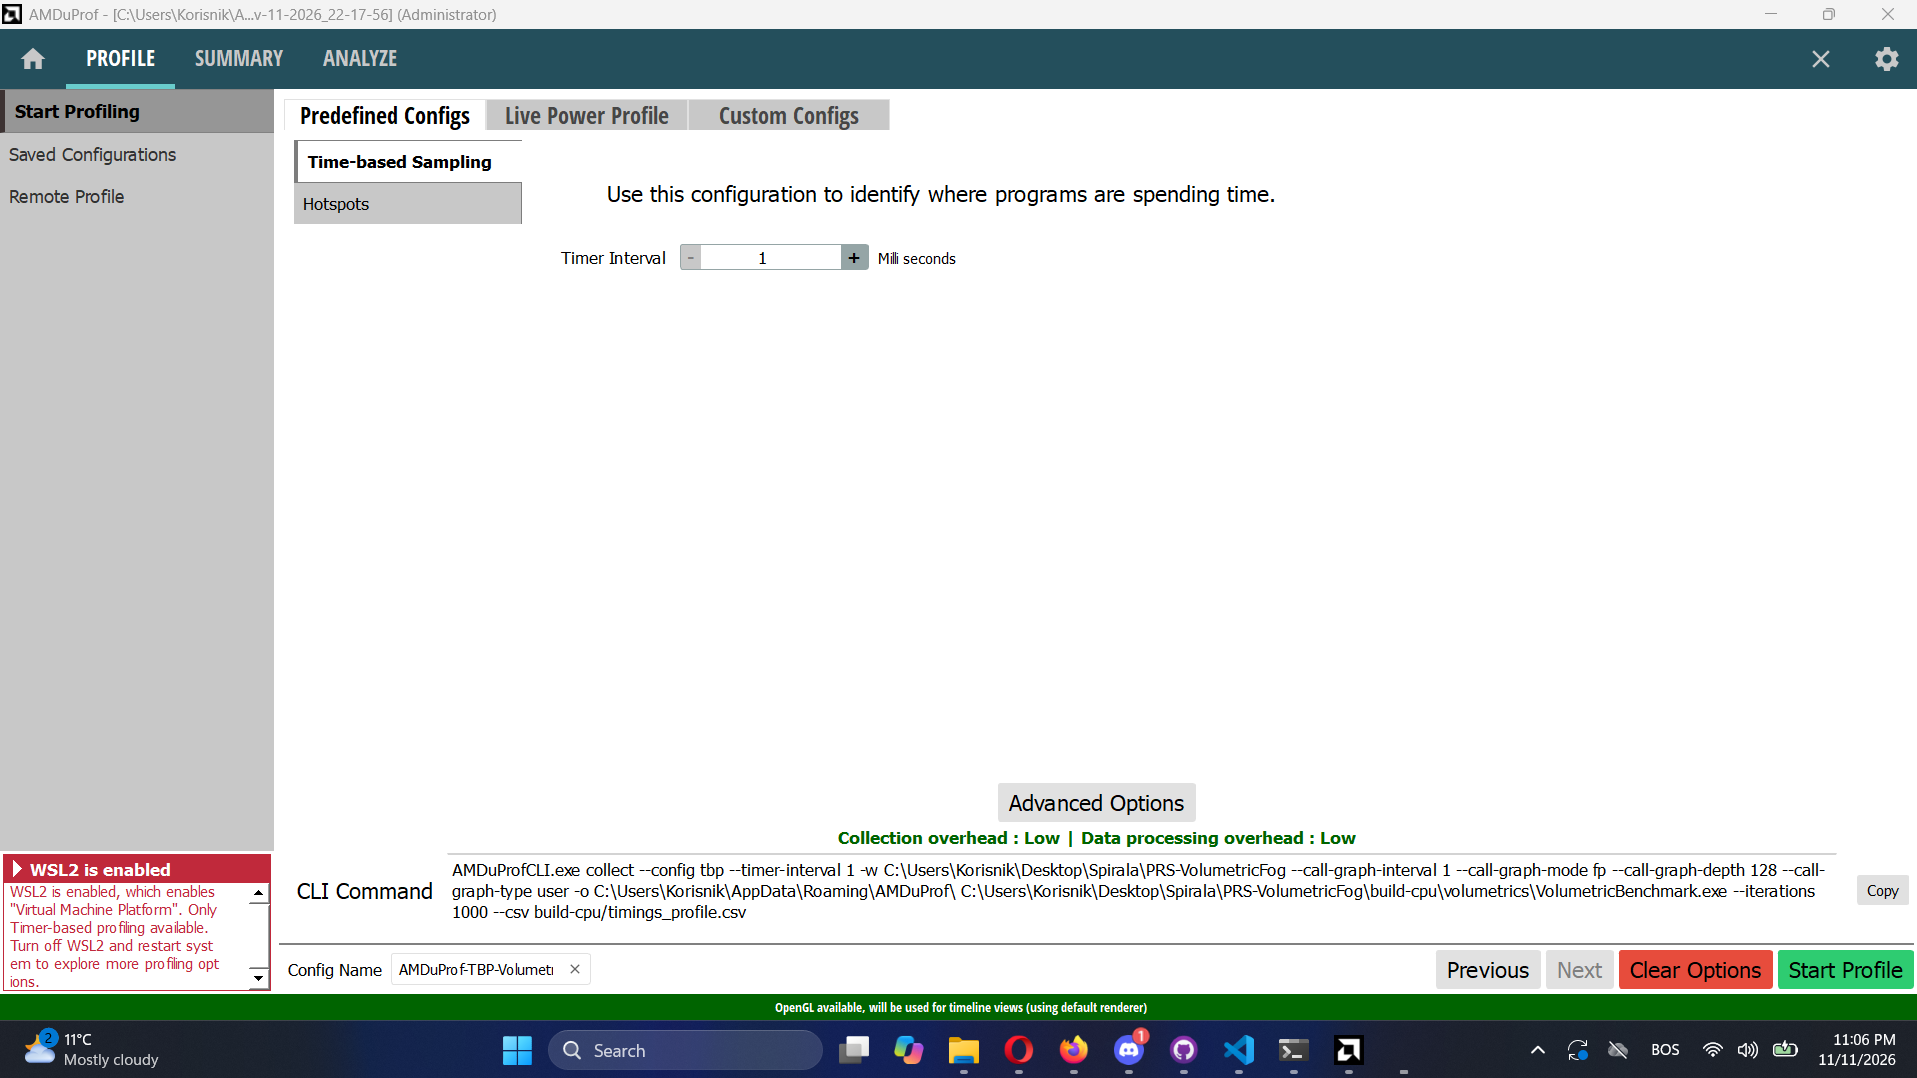 AMDuProf - [C:\Users\Korisnik\A...v-11-2026_22-17-56] (Administrator)
PROFILE SUMMARY ANALYZE
Start Profiling
Saved Configurations
Remote Profile
Predefined Configs Live Power Profile Custom Configs
Time-based Sampling
Hotspots
Use this configuration to identify where programs are spending time.
Timer Interval - 1 + Milli seconds
Advanced Options
Collection overhead : Low | Data processing overhead : Low
CLI Command
AMDuProfCLI.exe collect --config tbp --timer-interval 1 -w C:\Users\Korisnik\Desktop\Spirala\PRS-VolumetricFog --call-graph-interval 1 --call-graph-mode fp --call-graph-depth 128 --call-
graph-type user -o C:\Users\Korisnik\AppData\Roaming\AMDuProf\ C:\Users\Korisnik\Desktop\Spirala\PRS-VolumetricFog\build-cpu\volumetrics\VolumetricBenchmark.exe --iterations
1000 --csv build-cpu/timings_profile.csv
Copy
WSL2 is enabled
WSL2 is enabled, which enables
"Virtual Machine Platform". Only
Timer-based profiling available.
Turn off WSL2 and restart syst
em to explore more profiling opt
ions.
Config Name AMDuProf-TBP-Volumetr
Previous Next Clear Options Start Profile
OpenGL available, will be used for timeline views (using default renderer)
2
11°C
Mostly cloudy
Search
1
BOS
11:06 PM
11/11/2026